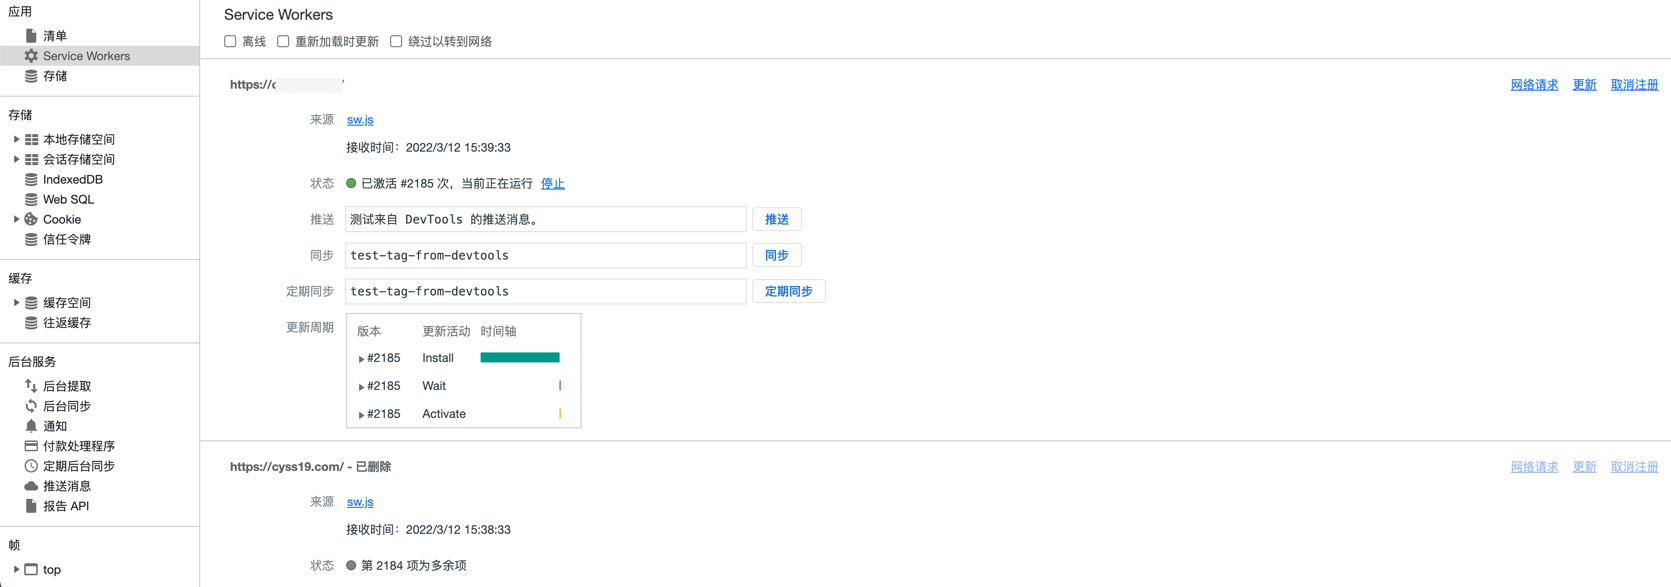 应用
清单
Service Workers
存储
存储
本地存储空间
会话存储空间
IndexedDB
Web SQL
Cookie
信任令牌
缓存
缓存空间
往返缓存
后台服务
后台提取
后台同步
通知
付款处理程序
定期后台同步
推送消息
报告 API
帧
top
Service Workers
离线 重新加载时更新 绕过以转到网络
https:// 网络请求 更新 取消注册
来源 sw.js
接收时间：2022/3/12 15:39:33
状态 已激活 #2185 次，当前正在运行 停止
推送 测试来自 DevTools 的推送消息。 推送
同步 test-tag-from-devtools 同步
定期同步 test-tag-from-devtools 定期同步
更新周期 版本 更新活动 时间轴
#2185 Install
#2185 Wait
#2185 Activate
https://cyss19.com/ - 已删除 网络请求 更新 取消注册
来源 sw.js
接收时间：2022/3/12 15:38:33
状态 第 2184 项为多余项